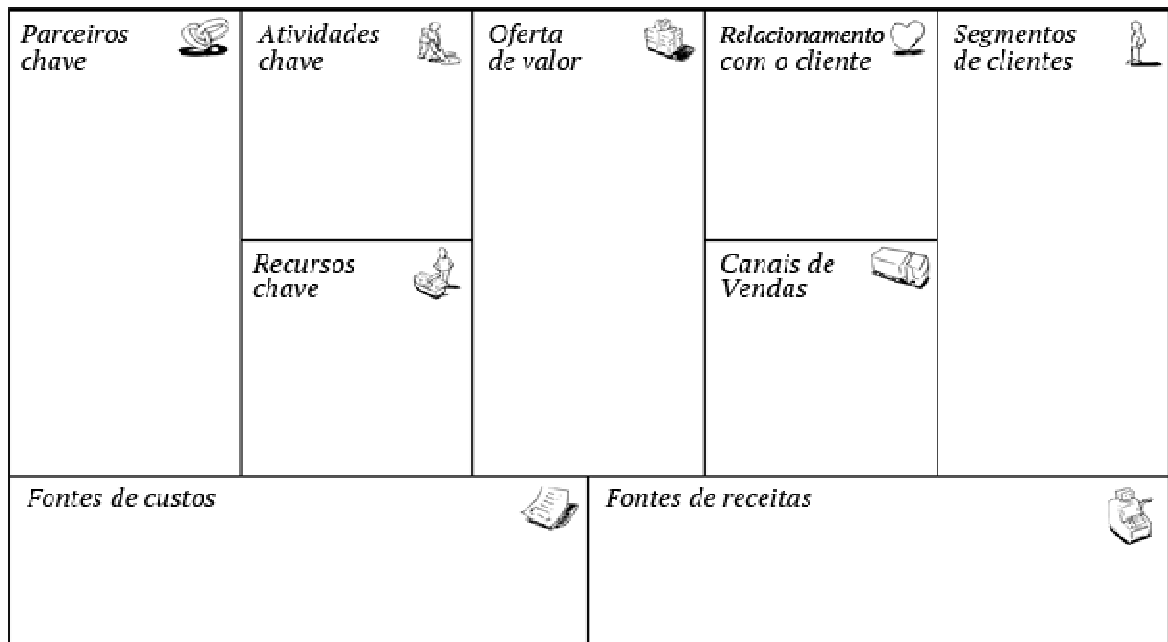 Parceiros
chave
Atividades
chave
Oferta
de valor
Relacionamento
com o cliente
Segmentos
de clientes
Recursos
chave
Canais de
Vendas
Fontes de custos
Fontes de receitas